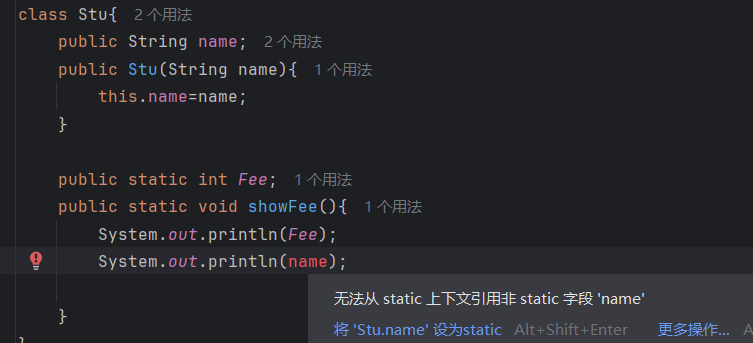 class Stu{ 2 个用法
public String name; 2 个用法
public Stu(String name){ 1 个用法
this.name=name;
}
public static int Fee; 1 个用法
public static void showFee(){ 1 个用法
System.out.println(Fee);
System.out.println(name);
无法从 static 上下文引用非 static 字段 'name'
}
将 'Stu.name' 设为static Alt+Shift+Enter 更多操作... A